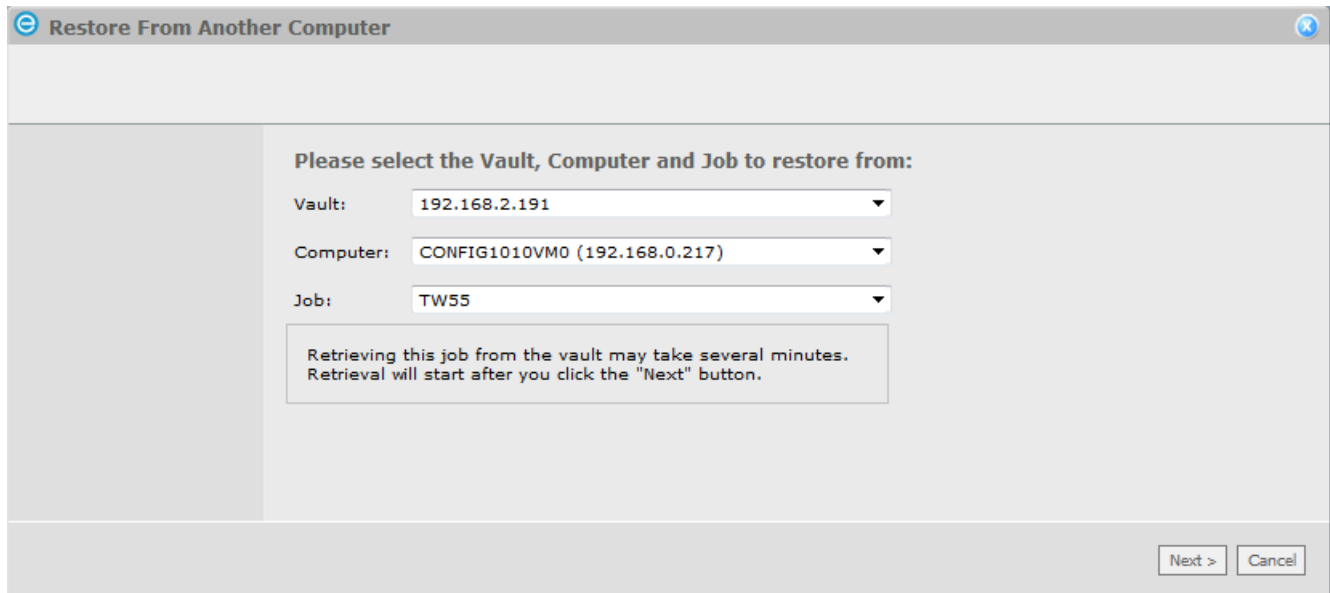 Restore From Another Computer
Please select the Vault, Computer and Job to restore from:
Vault: 192.168.2.191
Computer: CONFIG1010VM0 (192.168.0.217)
Job: TW55
Retrieving this job from the vault may take several minutes.
Retrieval will start after you click the "Next" button.
Next > Cancel